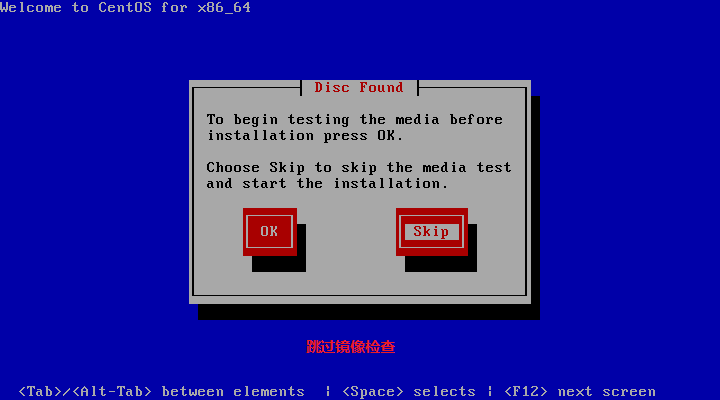 Welcome to CentOS for x86_64
Disc Found
To begin testing the media before
installation press OK.
Choose Skip to skip the media test
and start the installation.
OK
Skip
跳过镜像检查
<Tab>/<Alt-Tab> between elements | <Space> selects | <F12> next screen